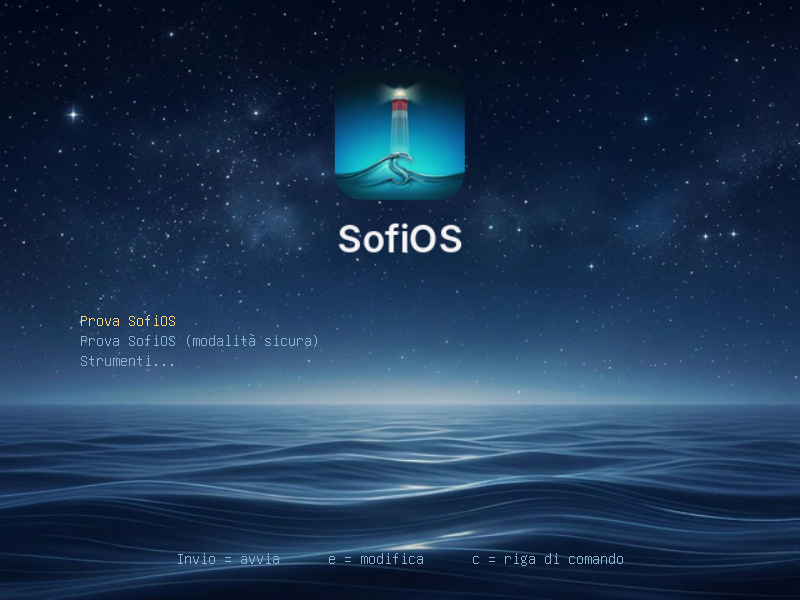 SofiOS
Prova SofiOS
Prova SofiOS (modalità sicura)
Strumenti...
Invio = avvia e = modifica c = riga di comando